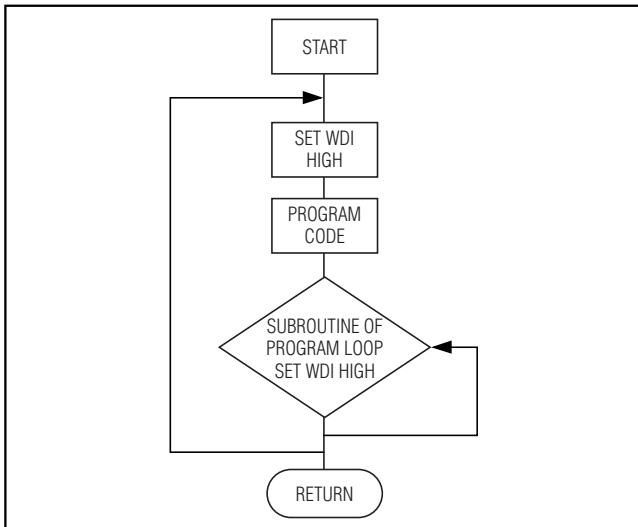 START
SET WDI
HIGH
PROGRAM
CODE
SUBROUTINE OF
PROGRAM LOOP
SET WDI HIGH
RETURN